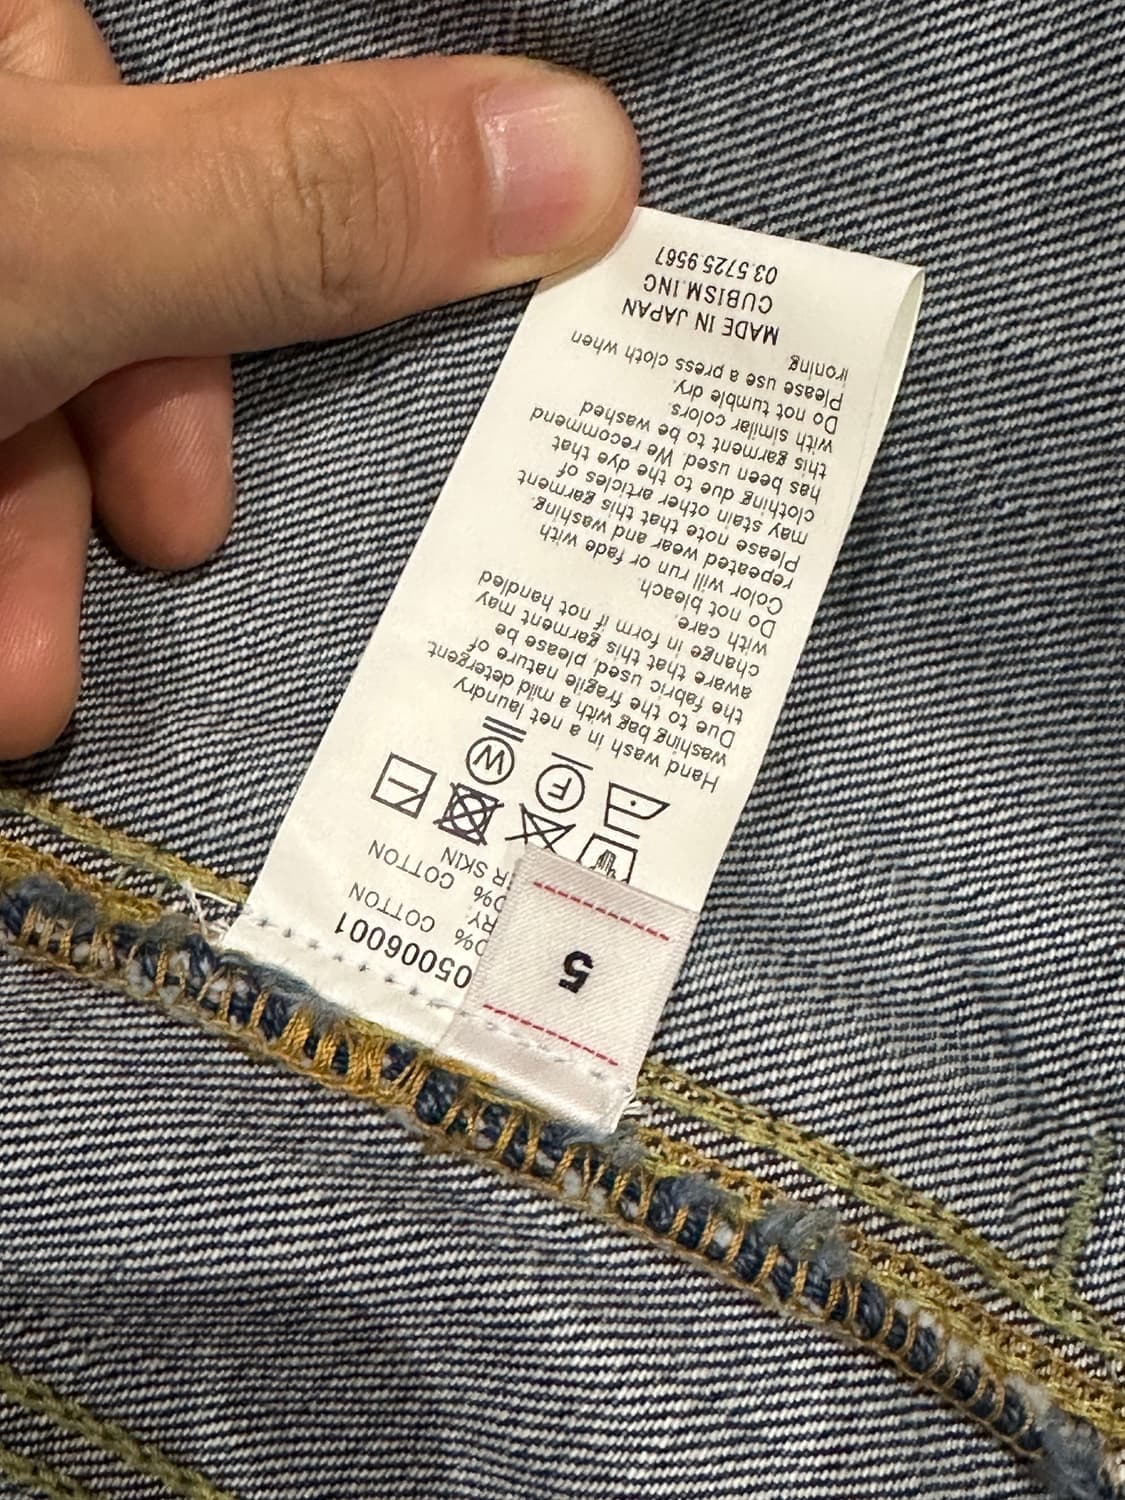 05006001
0% COTTON
RY
0% COTTON
R SKIN
W
F
Hand wash in a net laundry
washing bag with a mild detergent.
Due to the fragile nature of
the fabric used, please be
aware that this garment may
change in form if not handled
with care.
Do not bleach.
Color will run or fade with
repeated wear and washing.
Please note that this garment
may stain other articles of
clothing due to the dye that
has been used. We recommend
this garment to be washed
with similar colors.
Do not tumble dry.
Please use a press cloth when
ironing.
MADE IN JAPAN
CUBISM.INC
03.5725.9567
5